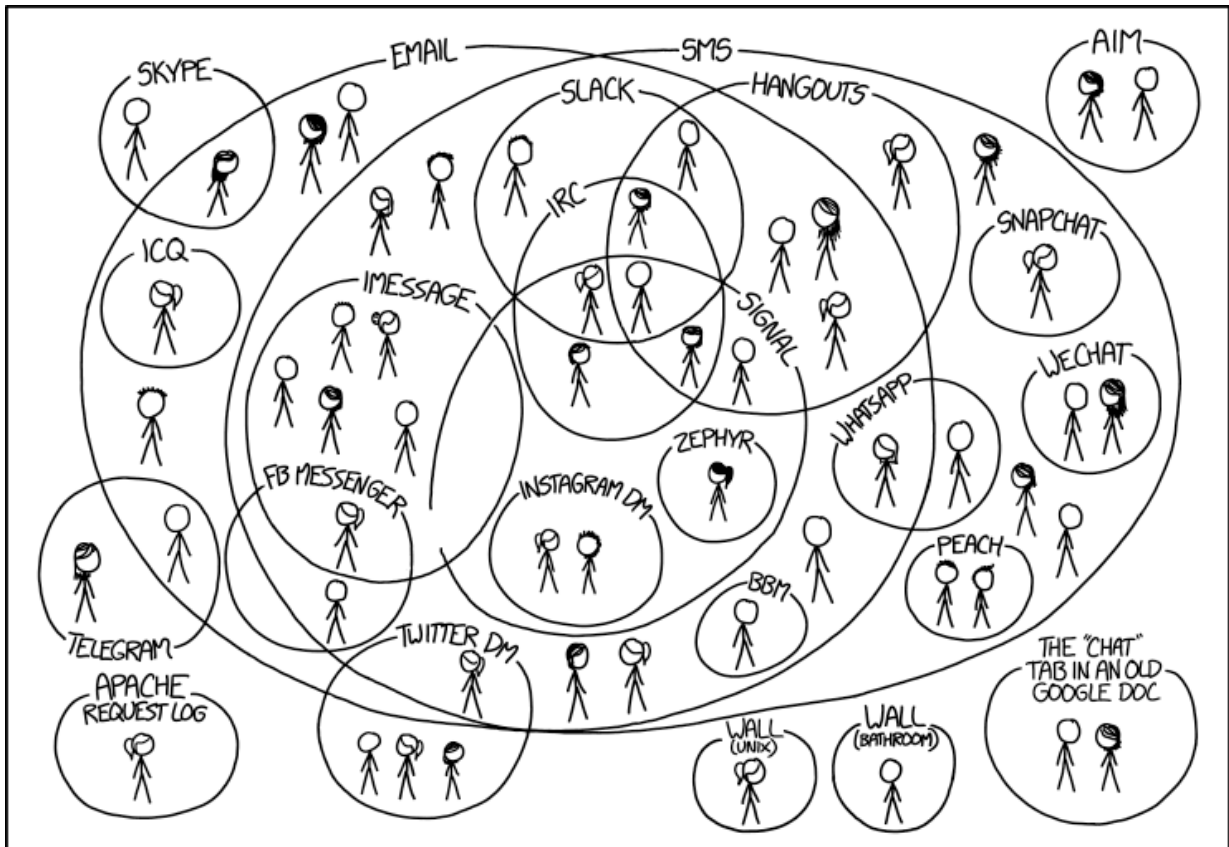 EMAIL
SMS
AIM
SKYPE
SLACK
HANGOUTS
IRC
SNAPCHAT
ICQ
IMESSAGE
SIGNAL
WECHAT
WHATSAPP
ZEPHYR
FB MESSENGER
INSTAGRAM DM
PEACH
BBM
TELEGRAM
TWITTER DM
THE "CHAT"
TAB IN AN OLD
GOOGLE DOC
APACHE
REQUEST LOG
WALL
(UNIX)
WALL
(BATHROOM)